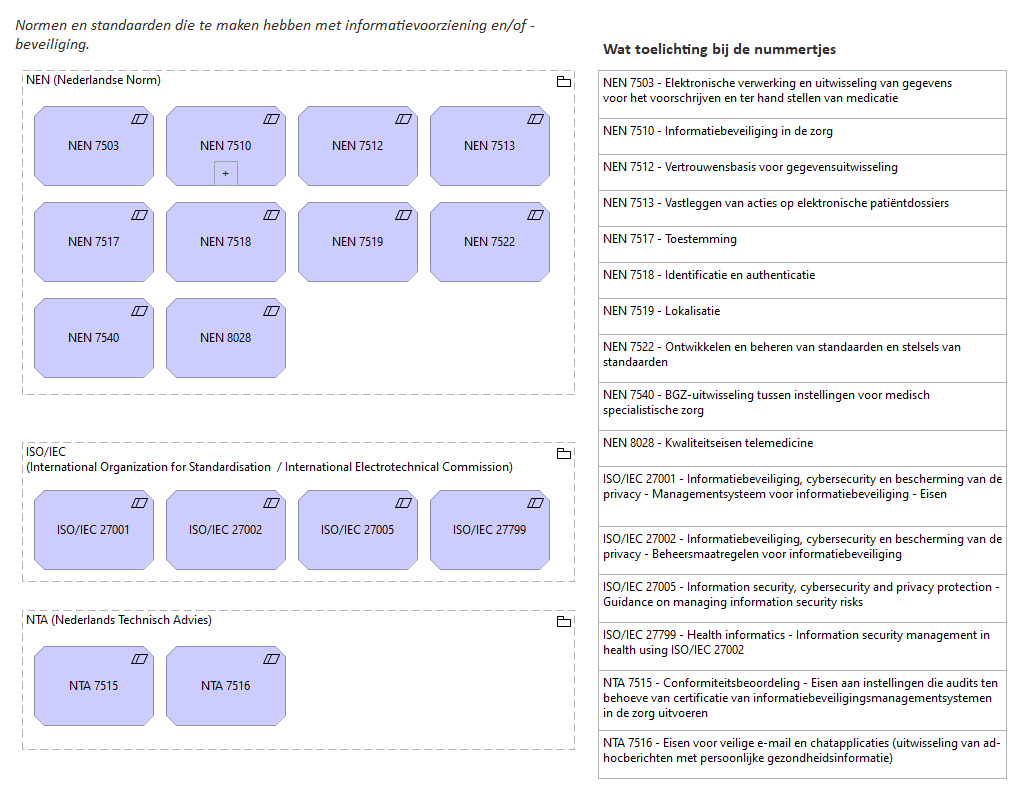 Normen en standaarden die te maken hebben met informatievoorziening en/of -
beveiliging.
NEN (Nederlandse Norm)
NEN 7503
NEN 7510
+
NEN 7512
NEN 7513
NEN 7517
NEN 7518
NEN 7519
NEN 7522
NEN 7540
NEN 8028
ISO/IEC
(International Organization for Standardisation / International Electrotechnical Commission)
ISO/IEC 27001
ISO/IEC 27002
ISO/IEC 27005
ISO/IEC 27799
NTA (Nederlands Technisch Advies)
NTA 7515
NTA 7516
Wat toelichting bij de nummertjes
NEN 7503 - Elektronische verwerking en uitwisseling van gegevens
voor het voorschrijven en ter hand stellen van medicatie
NEN 7510 - Informatiebeveiliging in de zorg
NEN 7512 - Vertrouwensbasis voor gegevensuitwisseling
NEN 7513 - Vastleggen van acties op elektronische patiëntdossiers
NEN 7517 - Toestemming
NEN 7518 - Identificatie en authenticatie
NEN 7519 - Lokalisatie
NEN 7522 - Ontwikkelen en beheren van standaarden en stelsels van
standaarden
NEN 7540 - BGZ-uitwisseling tussen instellingen voor medisch
specialistische zorg
NEN 8028 - Kwaliteitseisen telemedicine
ISO/IEC 27001 - Informatiebeveiliging, cybersecurity en bescherming van de
privacy - Managementsysteem voor informatiebeveiliging - Eisen
ISO/IEC 27002 - Informatiebeveiliging, cybersecurity en bescherming van de
privacy - Beheersmaatregelen voor informatiebeveiliging
ISO/IEC 27005 - Information security, cybersecurity and privacy protection -
Guidance on managing information security risks
ISO/IEC 27799 - Health informatics - Information security management in
health using ISO/IEC 27002
NTA 7515 - Conformiteitsbeoordeling - Eisen aan instellingen die audits ten
behoeve van certificatie van informatiebeveiligingsmanagementsystemen
in de zorg uitvoeren
NTA 7516 - Eisen voor veilige e-mail en chatapplicaties (uitwisseling van ad-
hocberichten met persoonlijke gezondheidsinformatie)